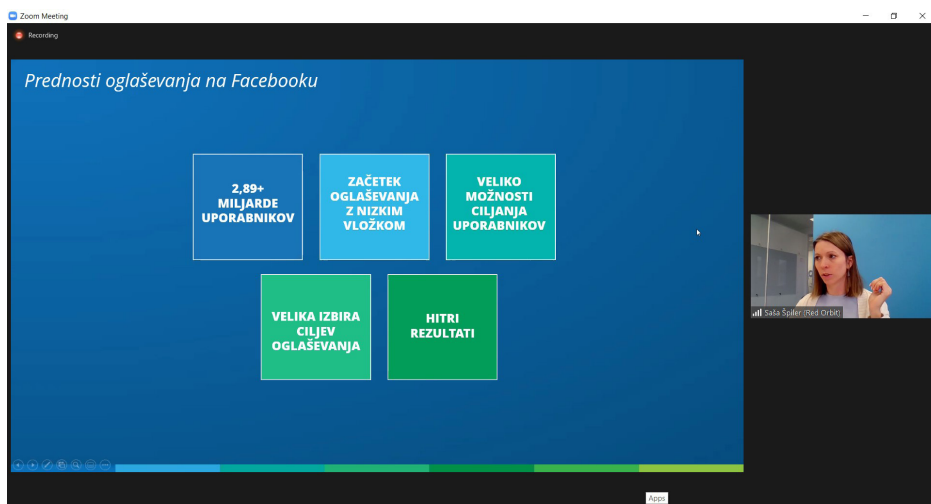 Zoom Meeting
Recording
Prednosti oglaševanja na Facebooku
2,89+
MILJARDE
UPORABNIKOV
ZAČETEK
OGLAŠEVANJA
Z NIZKIM
VLOŽKOM
VELIKO
MOŽNOSTI
CILJANJA
UPORABNIKOV
VELIKA IZBIRA
CILJEV
OGLAŠEVANJA
HITRI
REZULTATI
Saša Špiler (Red Orbit)
Apps